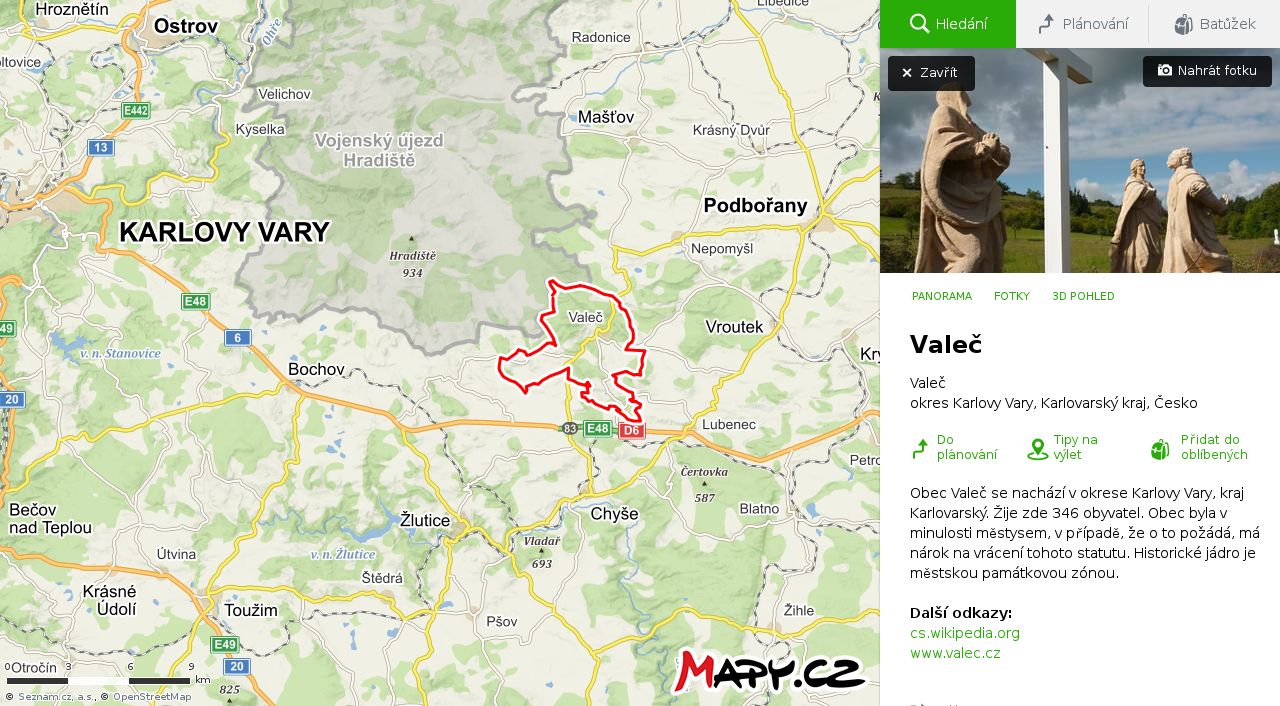 Hroznětín
Ostrov
Ohře
Radonice
Libědice
E442
Velichov
Kyselka
Mašťov
Krásný Dvůr
13
Vojenský újezd
Hradiště
KARLOVY VARY
Podbořany
Hradiště
934
Nepomyšl
E48
6
Valeč
Vroutek
v. n. Stanovice
Bochov
49
20
83
E48
D6
Lubenec
Čertovka
587
Bečov
nad Teplou
Žlutice
Chyše
Blatno
Vladař
693
Útvina
v. n. Žlutice
Štědrá
Krásné
Údolí
Toužim
Pšov
Žihle
E49
20
Otročín
825
0 3 6 9 km
© Seznam.cz, a.s., © OpenStreetMap
MAPY.CZ
Hledání
Plánování
Batůžek
Zavřít
Nahrát fotku
PANORAMA
FOTKY
3D POHLED
Valeč
Valeč
okres Karlovy Vary, Karlovarský kraj, Česko
Do
plánování
Tipy na
výlet
Přidat do
oblíbených
Obec Valeč se nachází v okrese Karlovy Vary, kraj
Karlovarský. Žije zde 346 obyvatel. Obec byla v
minulosti městysem, v případě, že o to požádá, má
nárok na vrácení tohoto statutu. Historické jádro je
městskou památkovou zónou.
Další odkazy:
cs.wikipedia.org
www.valec.cz